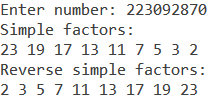 Enter number: 223092870
Simple factors:
23 19 17 13 11 7 5 3 2
Reverse simple factors:
2 3 5 7 11 13 17 19 23